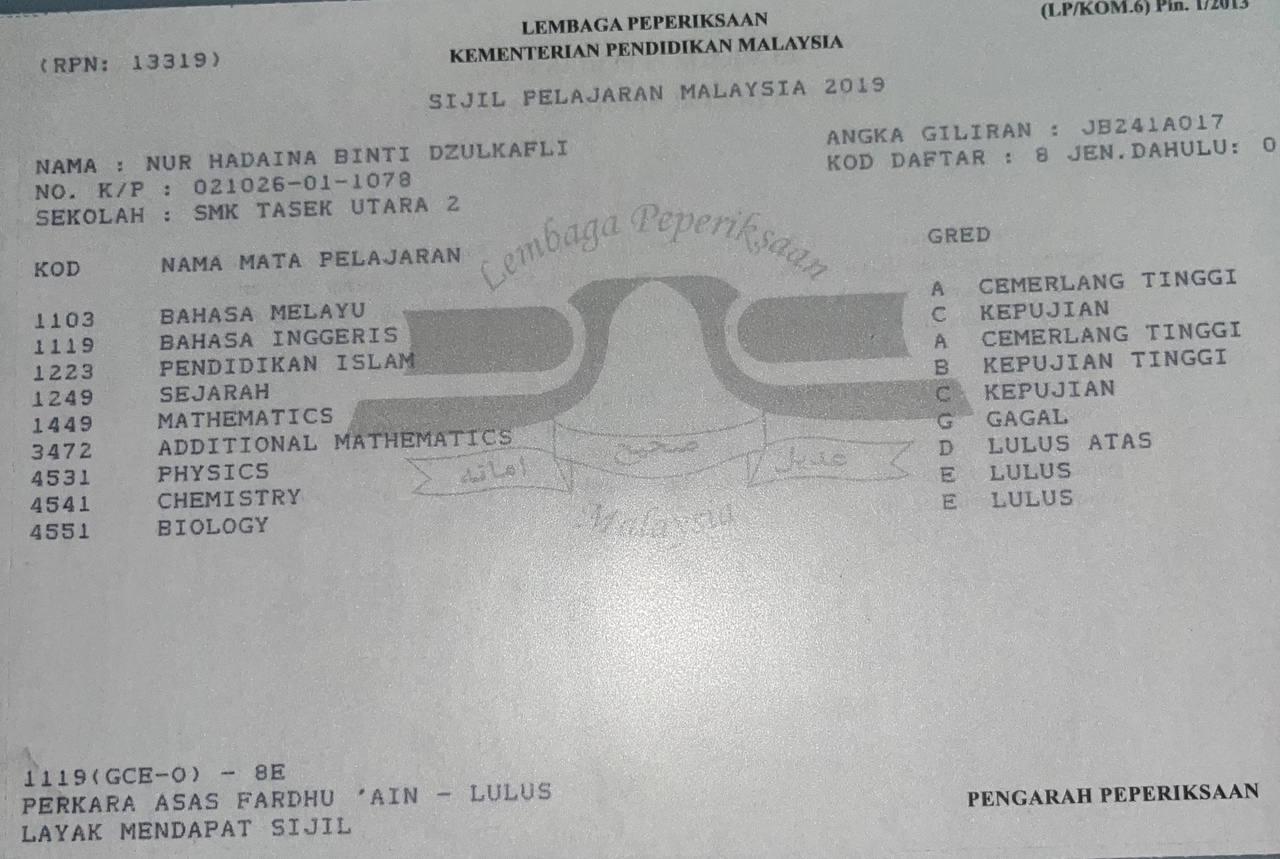 (LP/KOM.6) Pin. 1/2013
LEMBAGA PEPERIKSAAN
KEMENTERIAN PENDIDIKAN MALAYSIA
(RPN: 13319)
SIJIL PELAJARAN MALAYSIA 2019
NAMA : NUR HADAINA BINTI DZULKAFLI
ANGKA GILIRAN : JB241A017
NO. K/P : 021026-01-1078
KOD DAFTAR : 8 JEN.DAHULU: 0
SEKOLAH : SMK TASEK UTARA 2
KOD NAMA MATA PELAJARAN GRED
1103 BAHASA MELAYU A CEMERLANG TINGGI
1119 BAHASA INGGERIS C KEPUJIAN
1223 PENDIDIKAN ISLAM A CEMERLANG TINGGI
1249 SEJARAH B KEPUJIAN TINGGI
1449 MATHEMATICS C KEPUJIAN
3472 ADDITIONAL MATHEMATICS G GAGAL
4531 PHYSICS D LULUS ATAS
4541 CHEMISTRY E LULUS
4551 BIOLOGY E LULUS
Lembaga Peperiksaan
امانه صحيح عديل
Malaysia
1119(GCE-O) - 8E
PERKARA ASAS FARDHU 'AIN - LULUS
LAYAK MENDAPAT SIJIL
PENGARAH PEPERIKSAAN